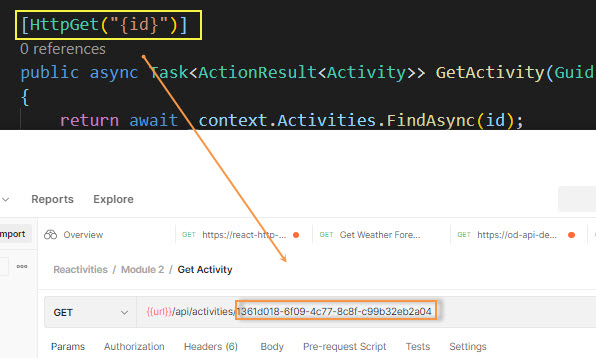 [HttpGet("{id}")]
0 references
public async Task<ActionResult<Activity>> GetActivity(Guid
{
return await context.Activities.FindAsync(id);
Reports Explore
mport Overview GET https://react-http-... GET Get Weather Fore... GET https://od-api-de...
Reactivities / Module 2 / Get Activity
GET {{url}}/api/activities/1361d018-6f09-4c77-8c8f-c99b32eb2a04
Params Authorization Headers (6) Body Pre-request Script Tests Settings